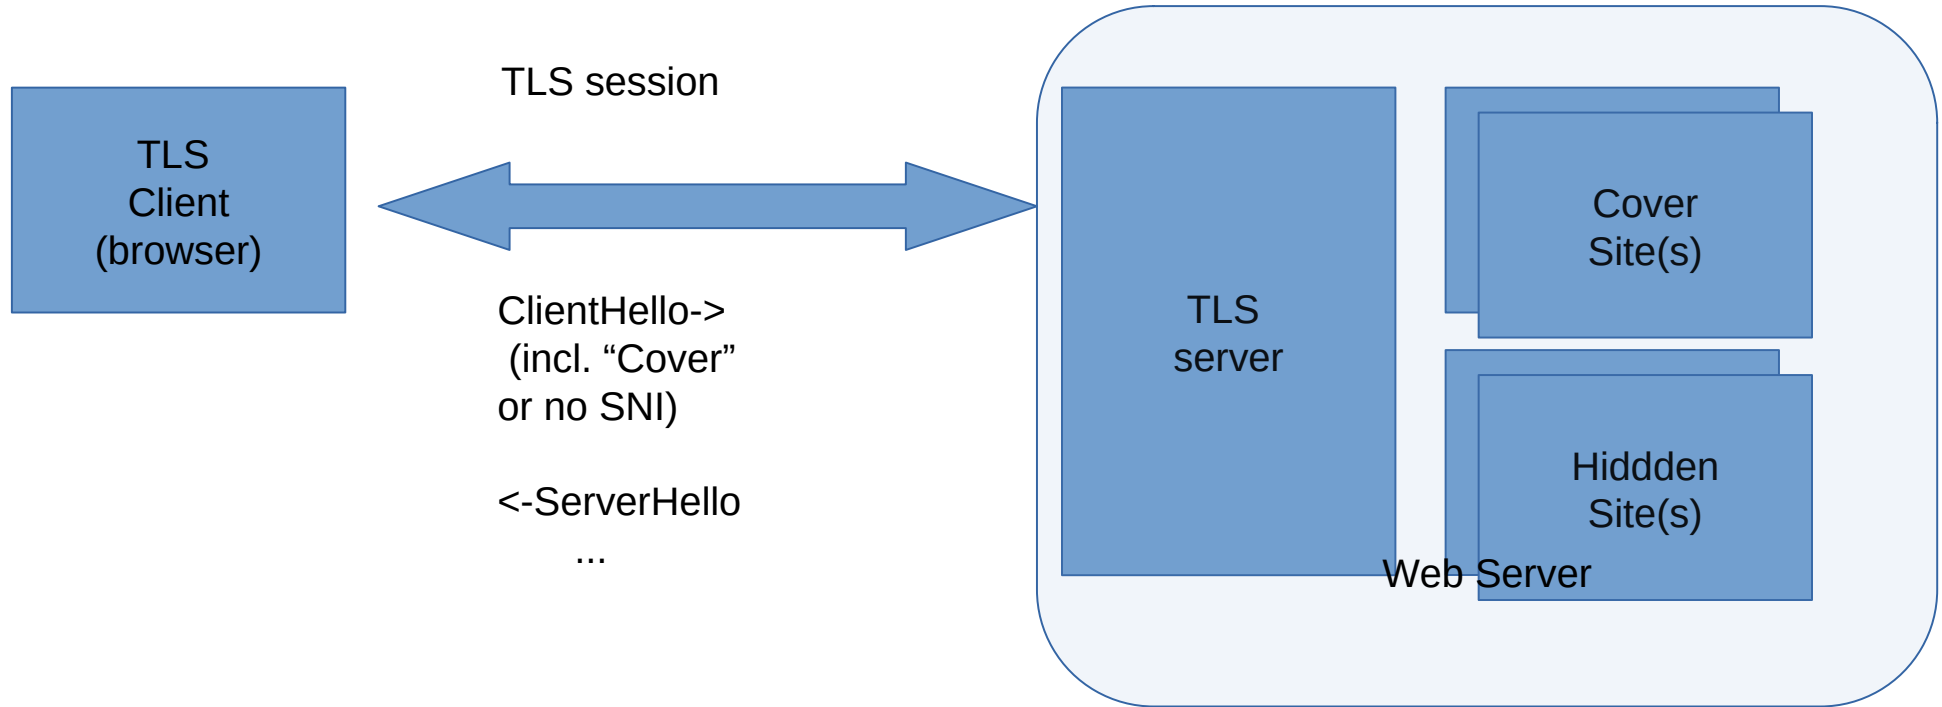 TLS session
TLS
Client
(browser)
ClientHello->
(incl. “Cover”
or no SNI)
<-ServerHello
...
TLS
server
Cover
Site(s)
Hiddden
Site(s)
Web Server